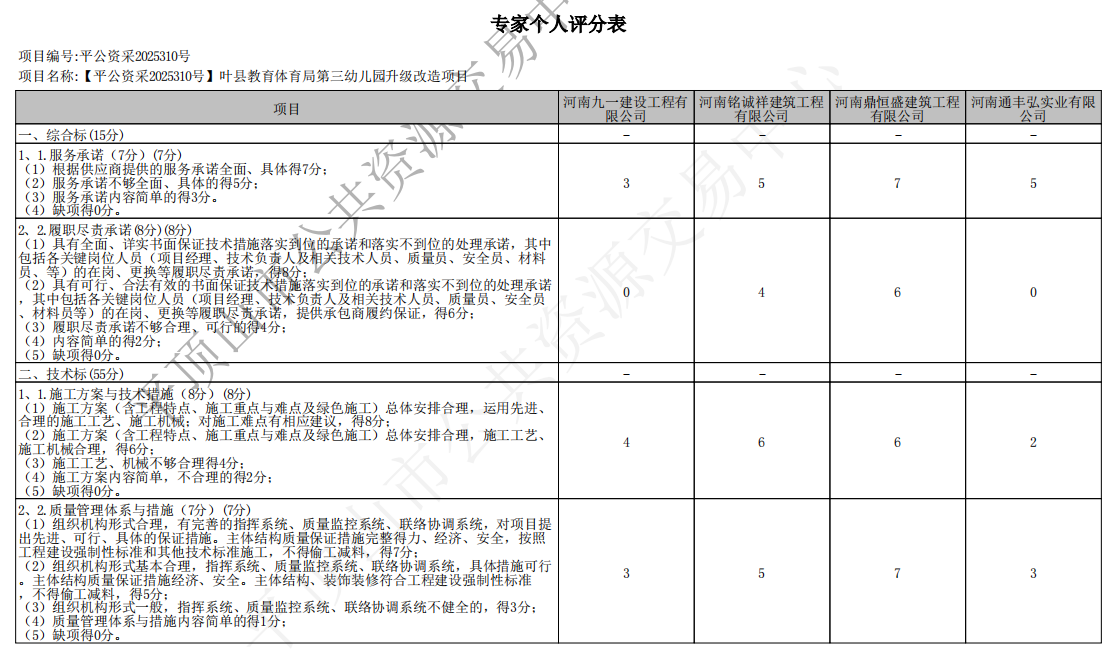 专家个人评分表
项目编号:平公资采2025310号
项目名称:【平公资采2025310号】叶县教育体育局第三幼儿园升级改造项目
项目 河南九一建设工程有限公司 河南铭诚祥建筑工程有限公司 河南鼎恒盛建筑工程有限公司 河南通丰弘实业有限公司
一、综合标(15分) - - - -
1、1.服务承诺（7分）(7分)
（1）根据供应商提供的服务承诺全面、具体得7分；
（2）服务承诺不够全面、具体的得5分；
（3）服务承诺内容简单的得3分。
（4）缺项得0分。
3 5 7 5
2、2.履职尽责承诺(8分)(8分)
（1）具有全面、详实书面保证技术措施落实到位的承诺和落实不到位的处理承诺，其中
包括各关键岗位人员（项目经理、技术负责人及相关技术人员、质量员、安全员、材料
员、等）的在岗、更换等履职尽责承诺，得8分；
（2）具有可行、合法有效的书面保证技术措施落实到位的承诺和落实不到位的处理承诺
，其中包括各关键岗位人员（项目经理、技术负责人及相关技术人员、质量员、安全员
、材料员等）的在岗、更换等履职尽责承诺，提供承包商履约保证，得6分；
（3）履职尽责承诺不够合理、可行的得4分；
（4）内容简单的得2分；
（5）缺项得0分。
0 4 6 0
二、技术标(55分) - - - -
1、1.施工方案与技术措施（8分）(8分)
（1）施工方案（含工程特点、施工重点与难点及绿色施工）总体安排合理，运用先进、
合理的施工工艺、施工机械；对施工难点有相应建议，得8分；
（2）施工方案（含工程特点、施工重点与难点及绿色施工）总体安排合理，施工工艺、
施工机械合理，得6分；
（3）施工工艺、机械不够合理得4分；
（4）施工方案内容简单，不合理的得2分；
（5）缺项得0分。
4 6 6 2
2、2.质量管理体系与措施（7分）(7分)
（1）组织机构形式合理，有完善的指挥系统、质量监控系统、联络协调系统，对项目提
出先进、可行、具体的保证措施。主体结构质量保证措施完整得力、经济、安全，按照
工程建设强制性标准和其他技术标准施工，不得偷工减料，得7分；
（2）组织机构形式基本合理，指挥系统、质量监控系统、联络协调系统，具体措施可行
。主体结构质量保证措施经济、安全。主体结构、装饰装修符合工程建设强制性标准
，不得偷工减料，得5分；
（3）组织机构形式一般，指挥系统、质量监控系统、联络协调系统不健全的，得3分；
（4）质量管理体系与措施内容简单的得1分；
（5）缺项得0分。
3 5 7 3
平顶山市公共资源交易中
平顶山市公共资源交易中心